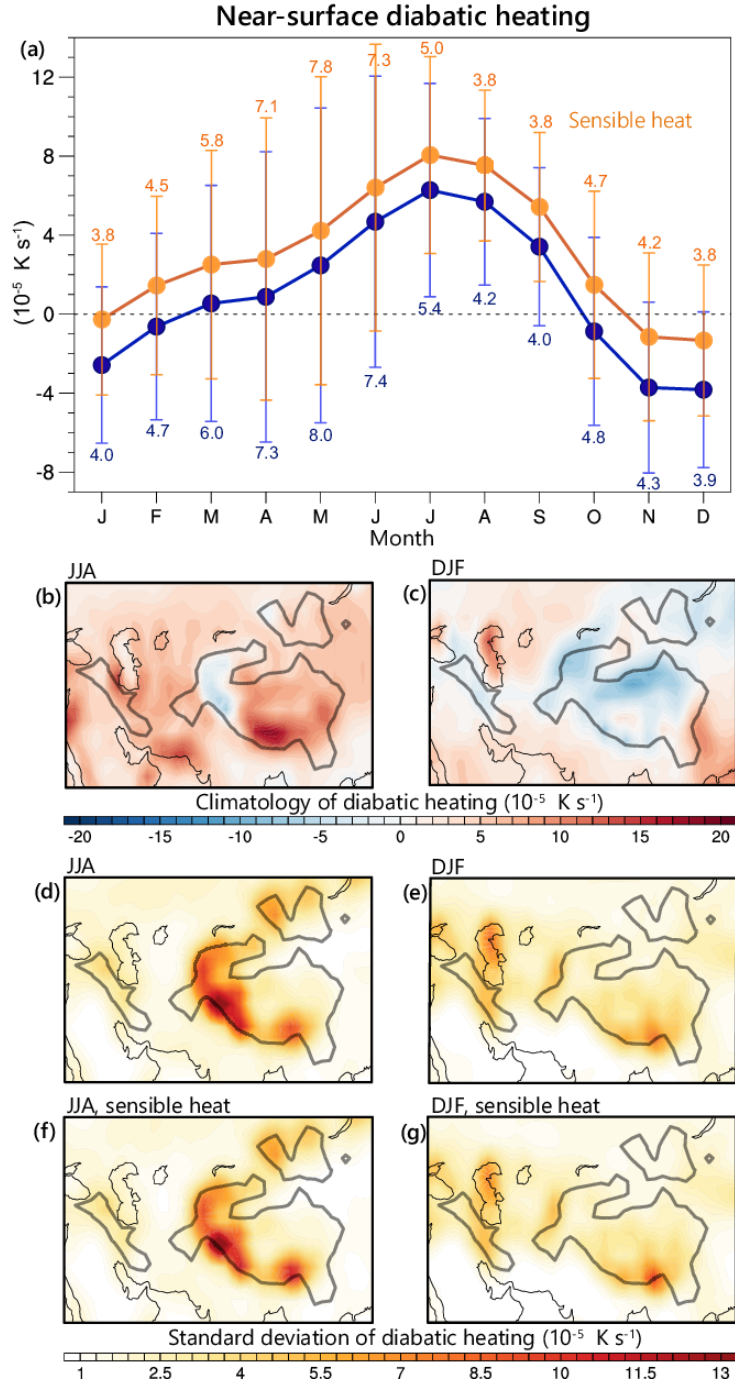 Near-surface diabatic heating
(a)
(10⁻⁵ K s⁻¹)
12
8
4
0
-4
-8
3.8
4.5
5.8
7.1
7.8
7.3
5.0
3.8
3.8
4.7
4.2
3.8
Sensible heat
4.0
4.7
6.0
7.3
8.0
7.4
5.4
4.2
4.0
4.8
4.3
3.9
J F M A M J J A S O N D
Month
(b) JJA
(c) DJF
Climatology of diabatic heating (10⁻⁵ K s⁻¹)
-20 -15 -10 -5 0 5 10 15 20
(d) JJA
(e) DJF
(f) JJA, sensible heat
(g) DJF, sensible heat
Standard deviation of diabatic heating (10⁻⁵ K s⁻¹)
1 2.5 4 5.5 7 8.5 10 11.5 13